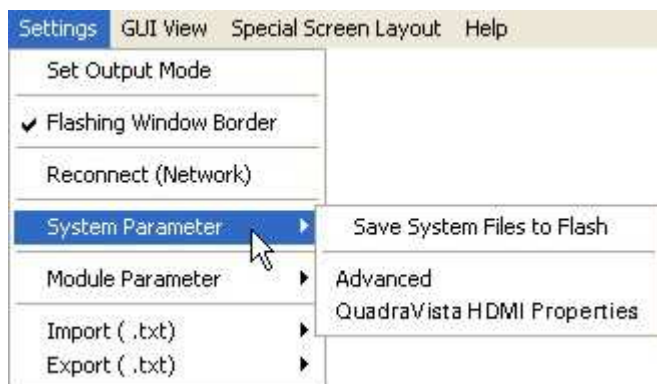 Settings GUI View Special Screen Layout Help
Set Output Mode
Flashing Window Border
Reconnect (Network)
System Parameter
Save System Files to Flash
Module Parameter
Advanced
QuadraVista HDMI Properties
Import ( .txt)
Export ( .txt)